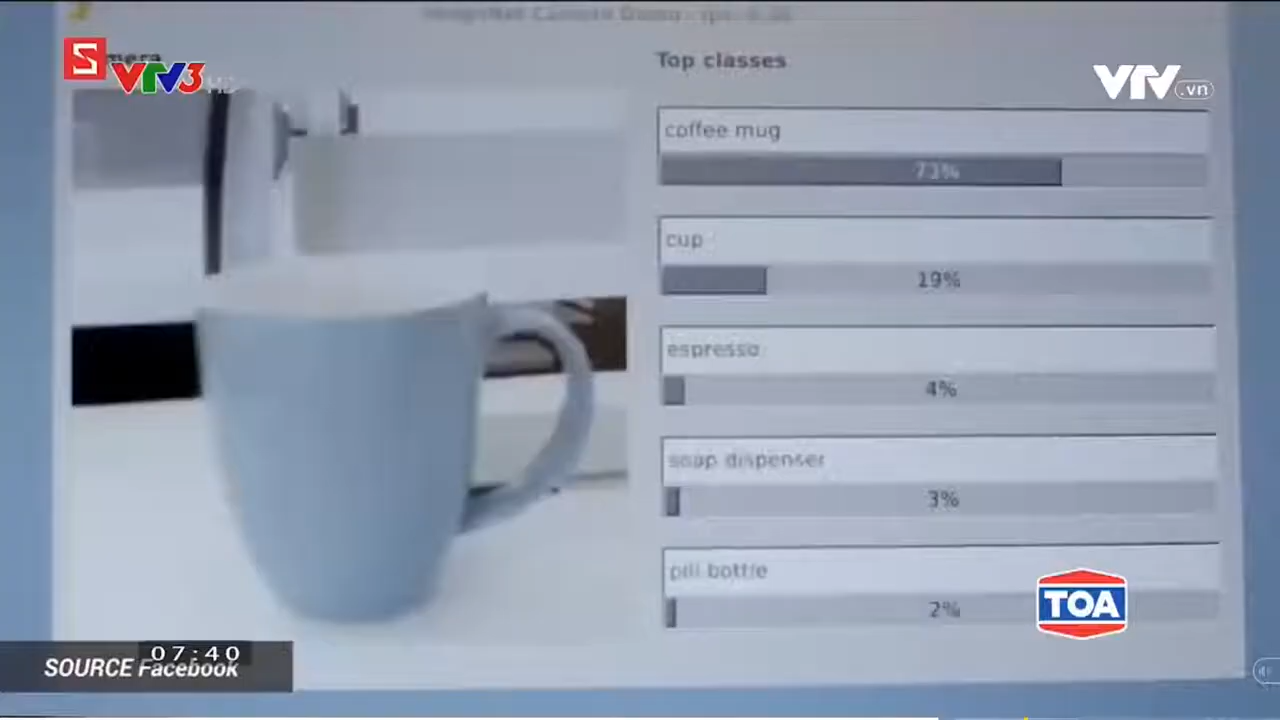 S
VTV3 HD
VTV.vn
Top classes
coffee mug
73%
cup
19%
espresso
4%
soap dispenser
3%
pill bottle
2%
TOA
07:40
SOURCE Facebook